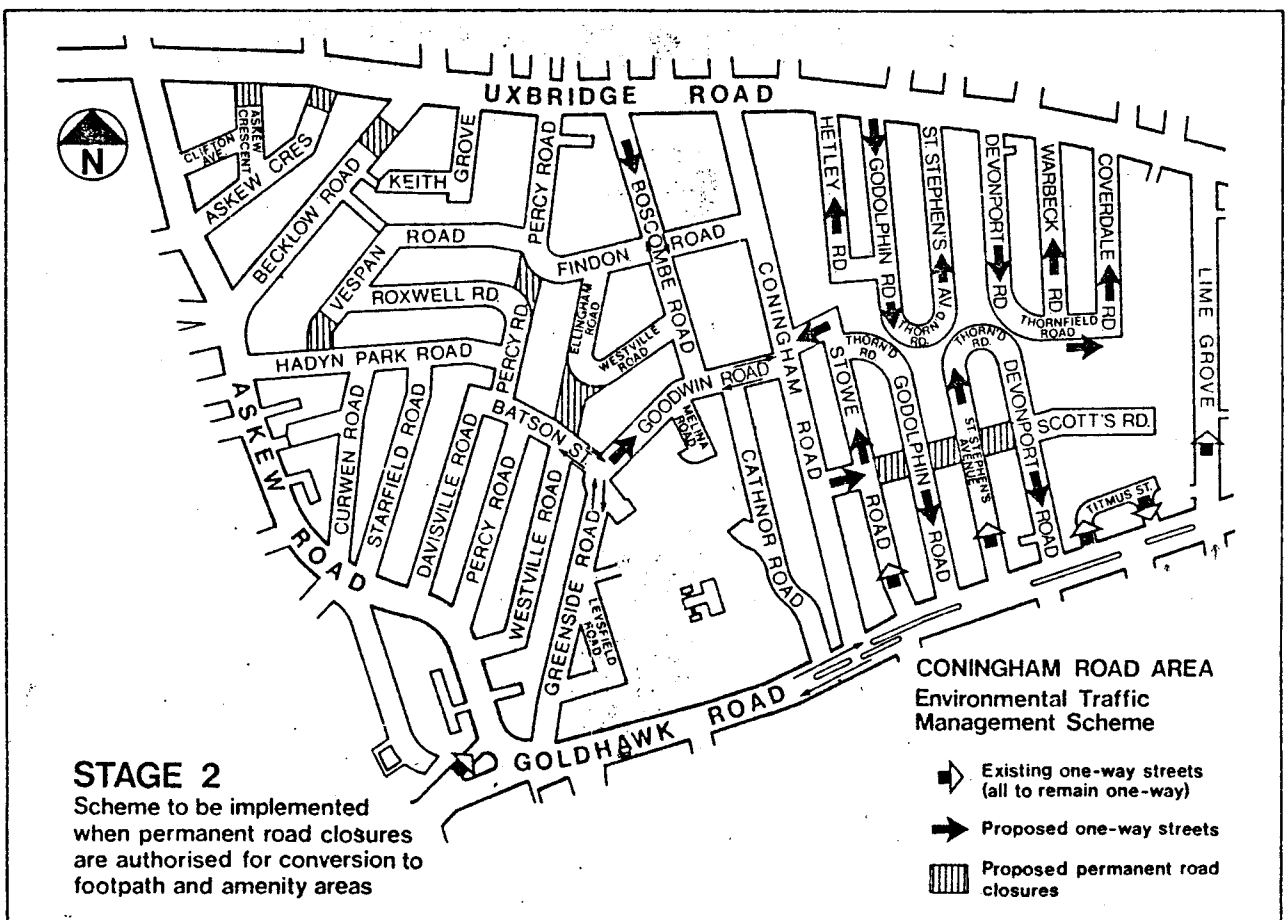 UXBRIDGE ROAD
N
CLIFTON AVE.
ASKEW CRESCENT
ASKEW CRES
BECKLOW ROAD
KEITH GROVE
PERCY ROAD
VESPAN ROAD
ROXWELL RD.
PERCY RD.
FINDON ROAD
BOSCOMBE ROAD
ELLINGHAM ROAD
WESTVILLE ROAD
HADYN PARK ROAD
CONINGHAM ROAD
HETLEY RD.
GODOLPHIN RD.
ST. STEPHEN'S AV.
DEVONPORT RD.
WARBECK RD.
COVERDALE RD.
THORN'D RD.
THORN'D RD.
THORN'D RD.
THORNFIELD ROAD
LIME GROVE
ASKEW ROAD
CURWEN ROAD
STARFIELD ROAD
DAVISVILLE ROAD
PERCY ROAD
BATSON ST.
WESTVILLE ROAD
GOODWIN ROAD
MELINA ROAD
GREENSIDE ROAD
LEYSFIELD ROAD
CATHNOR ROAD
STOWE ROAD
GODOLPHIN ROAD
ST STEPHEN'S AVENUE
DEVONPORT ROAD
SCOTT'S RD.
TITMUS ST.
GOLDHAWK ROAD
CONINGHAM ROAD AREA
Environmental Traffic
Management Scheme
Existing one-way streets
(all to remain one-way)
Proposed one-way streets
Proposed permanent road
closures
STAGE 2
Scheme to be implemented
when permanent road closures
are authorised for conversion to
footpath and amenity areas